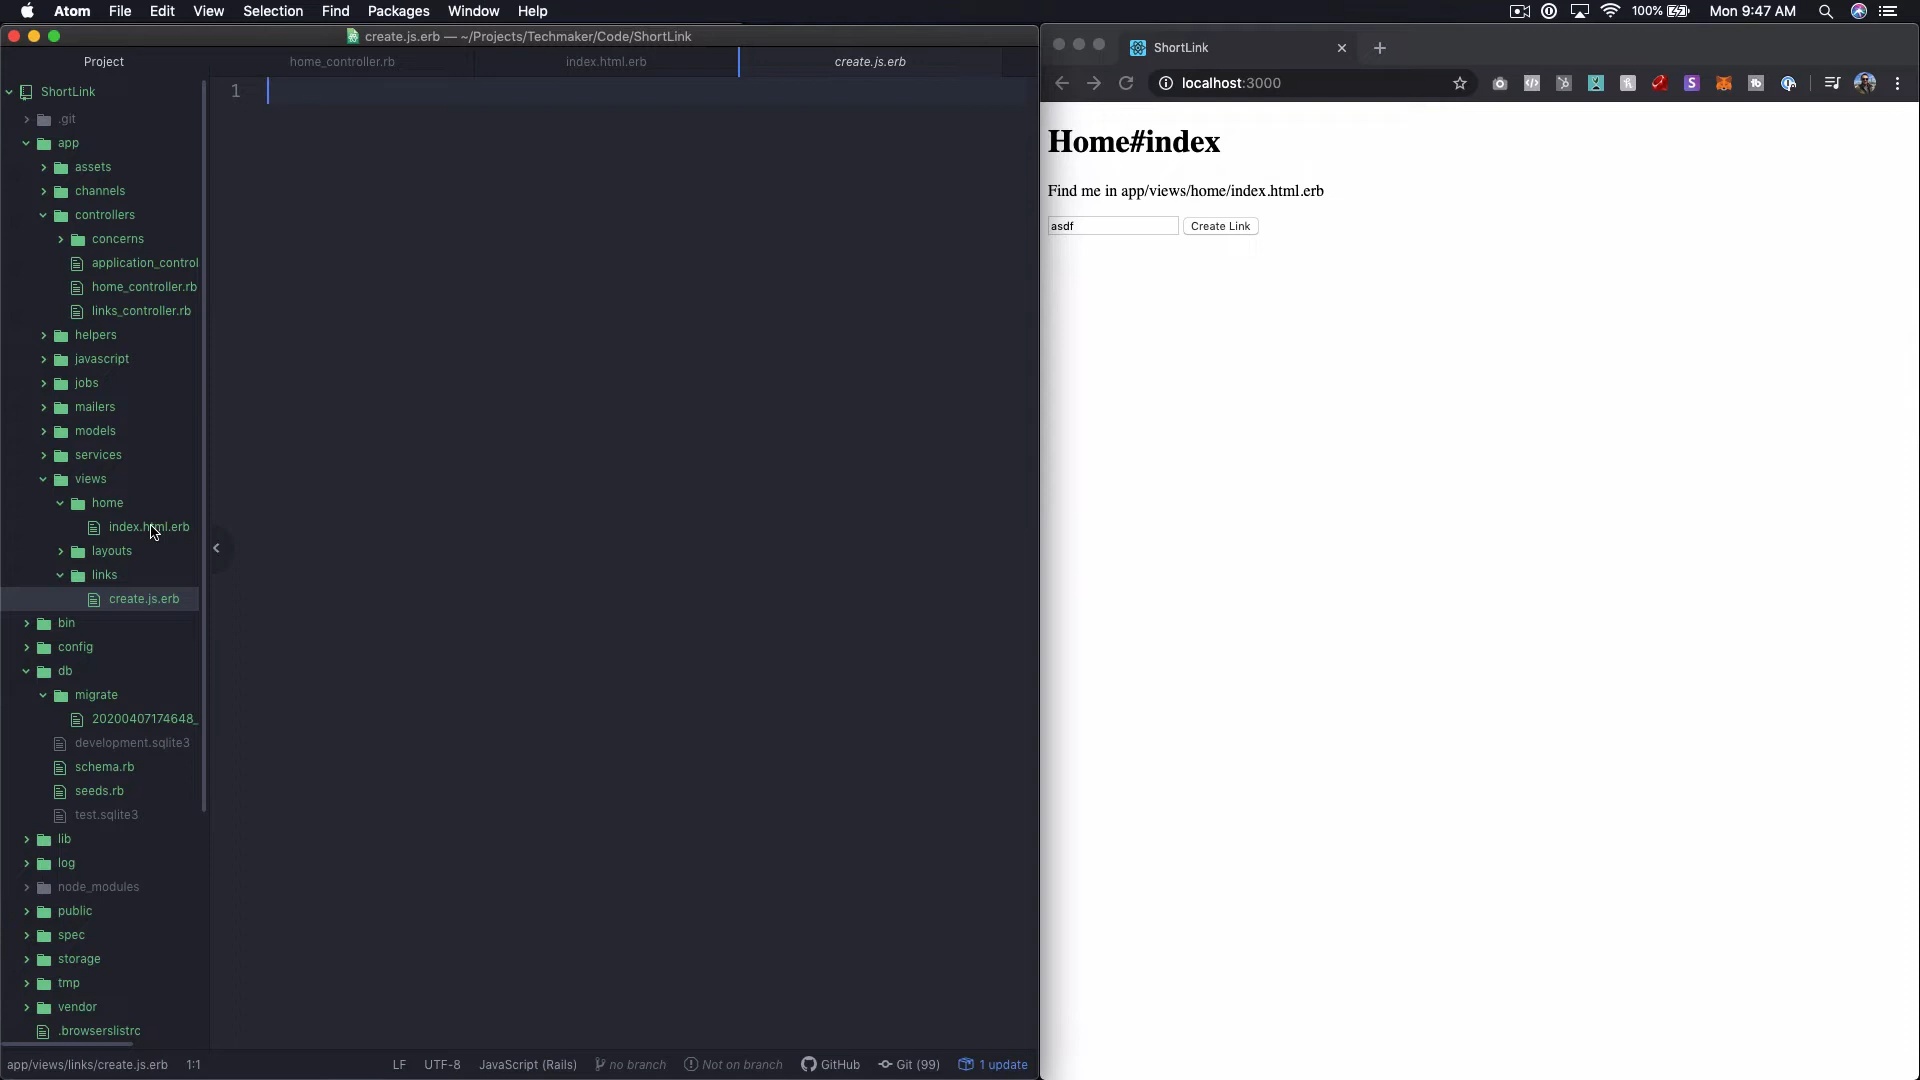 Atom File Edit View Selection Find Packages Window Help
100% Mon 9:47 AM
create.js.erb — ~/Projects/Techmaker/Code/ShortLink
Project
home_controller.rb
index.html.erb
create.js.erb
ShortLink
.git
app
assets
channels
controllers
concerns
application_control
home_controller.rb
links_controller.rb
helpers
javascript
jobs
mailers
models
services
views
home
index.html.erb
layouts
links
create.js.erb
bin
config
db
migrate
20200407174648_
development.sqlite3
schema.rb
seeds.rb
test.sqlite3
lib
log
node_modules
public
spec
storage
tmp
vendor
.browserslistrc
1
app/views/links/create.js.erb 1:1
LF UTF-8 JavaScript (Rails) no branch Not on branch GitHub Git (99) 1 update
ShortLink
localhost:3000
Home#index
Find me in app/views/home/index.html.erb
asdf Create Link